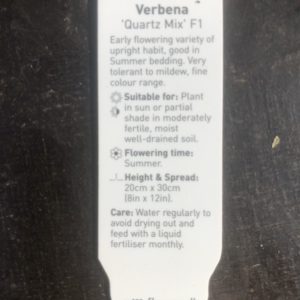 Verbena
'Quartz Mix' F1
Early flowering variety of
upright habit, good in
Summer bedding. Very
tolerant to mildew, fine
colour range.
Suitable for: Plant
in sun or partial
shade in moderately
fertile, moist
well-drained soil.
Flowering time:
Summer.
Height & Spread:
20cm x 30cm
(8in x 12in).
Care: Water regularly to
avoid drying out and
feed with a liquid
fertiliser monthly.